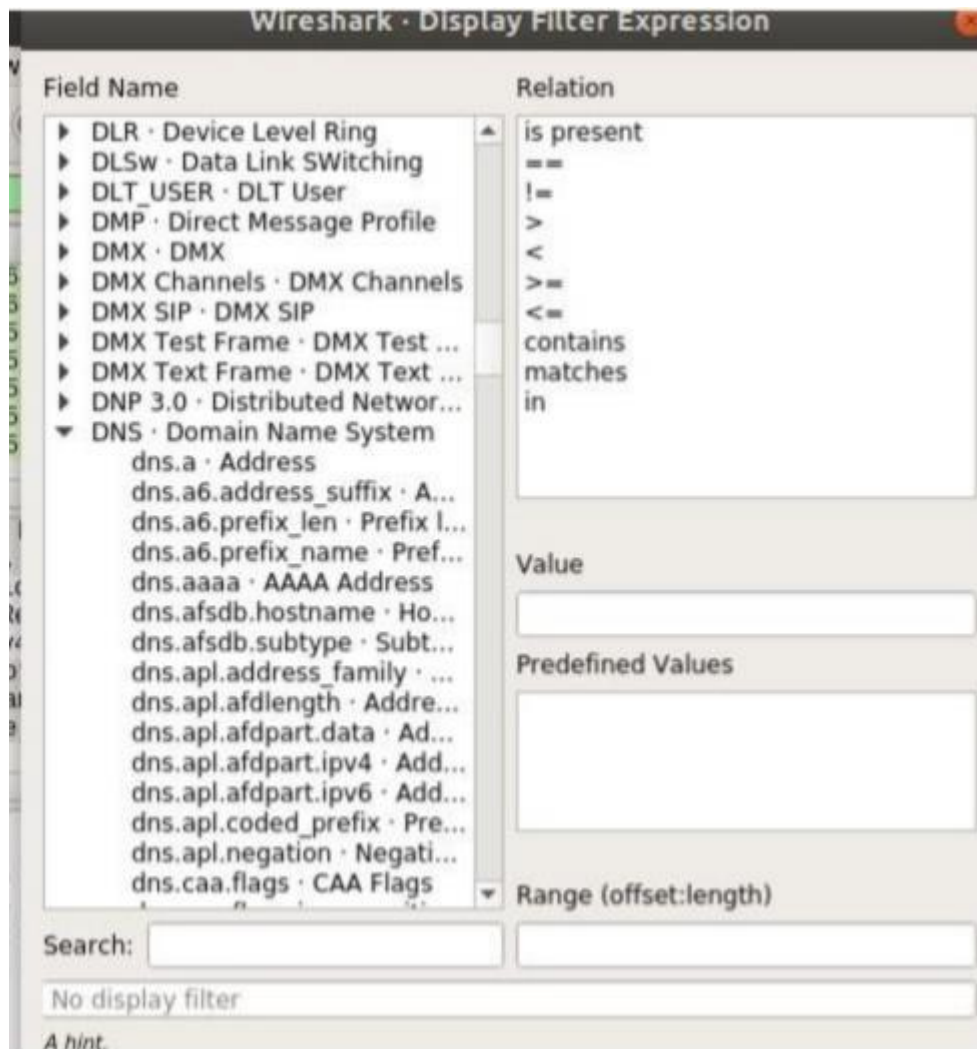 Wireshark · Display Filter Expression
Field Name
DLR · Device Level Ring
DLSw · Data Link SWitching
DLT_USER · DLT User
DMP · Direct Message Profile
DMX · DMX
DMX Channels · DMX Channels
DMX SIP · DMX SIP
DMX Test Frame · DMX Test ...
DMX Text Frame · DMX Text ...
DNP 3.0 · Distributed Networ...
DNS · Domain Name System
dns.a · Address
dns.a6.address_suffix · A...
dns.a6.prefix_len · Prefix l...
dns.a6.prefix_name · Pref...
dns.aaaa · AAAA Address
dns.afsdb.hostname · Ho...
dns.afsdb.subtype · Subt...
dns.apl.address_family · ...
dns.apl.afdlength · Addre...
dns.apl.afdpart.data · Ad...
dns.apl.afdpart.ipv4 · Add...
dns.apl.afdpart.ipv6 · Add...
dns.apl.coded_prefix · Pre...
dns.apl.negation · Negati...
dns.caa.flags · CAA Flags
Search:
No display filter
A hint.
Relation
is present
==
!=
>
<
>=
<=
contains
matches
in
Value
Predefined Values
Range (offset:length)